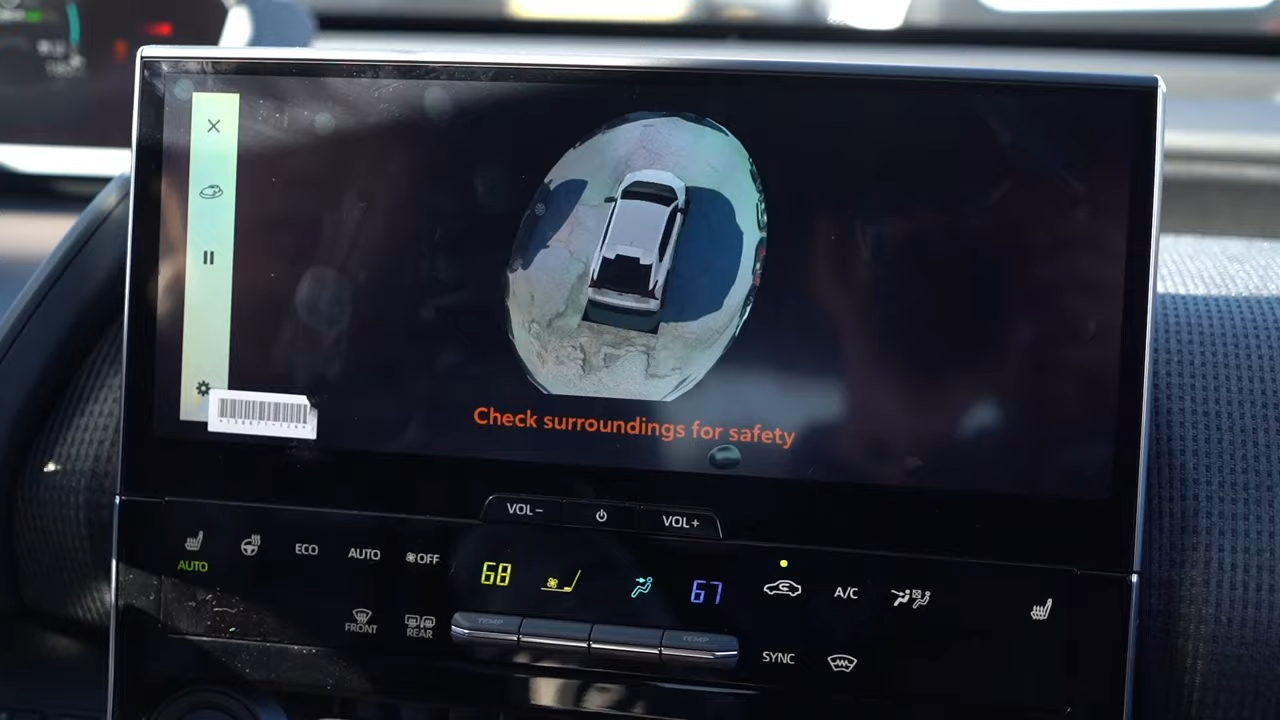 Check surroundings for safety
VOL− VOL+
AUTO
ECO
AUTO
OFF
68
67
A/C
FRONT
REAR
TEMP
TEMP
SYNC